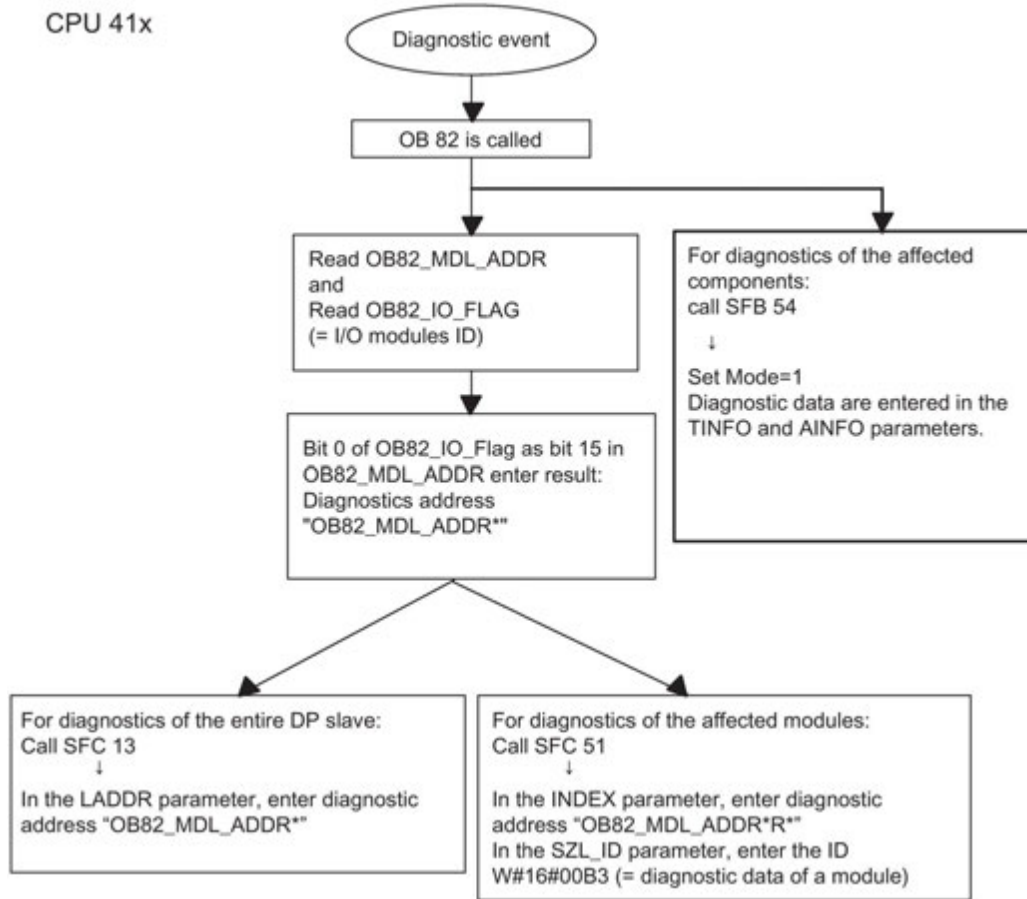 CPU 41x
Diagnostic event
OB 82 is called
Read OB82_MDL_ADDR
and
Read OB82_IO_FLAG
(= I/O modules ID)
For diagnostics of the affected
components:
call SFB 54
↓
Set Mode=1
Diagnostic data are entered in the
TINFO and AINFO parameters.
Bit 0 of OB82_IO_Flag as bit 15 in
OB82_MDL_ADDR enter result:
Diagnostics address
"OB82_MDL_ADDR*"
For diagnostics of the entire DP slave:
Call SFC 13
↓
In the LADDR parameter, enter diagnostic
address “OB82_MDL_ADDR*”
For diagnostics of the affected modules:
Call SFC 51
↓
In the INDEX parameter, enter diagnostic
address “OB82_MDL_ADDR*R*”
In the SZL_ID parameter, enter the ID
W#16#00B3 (= diagnostic data of a module)